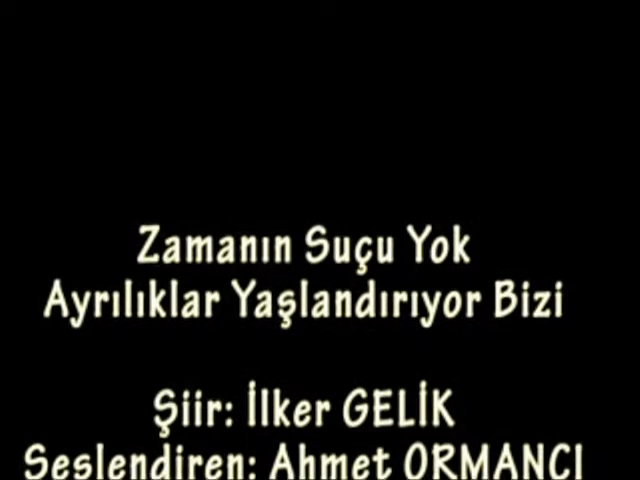 Zamanın Suçu Yok
Ayrılıklar Yaşlandırıyor Bizi
Şiir: İlker GELİK
Seslendiren: Ahmet ORMANCI